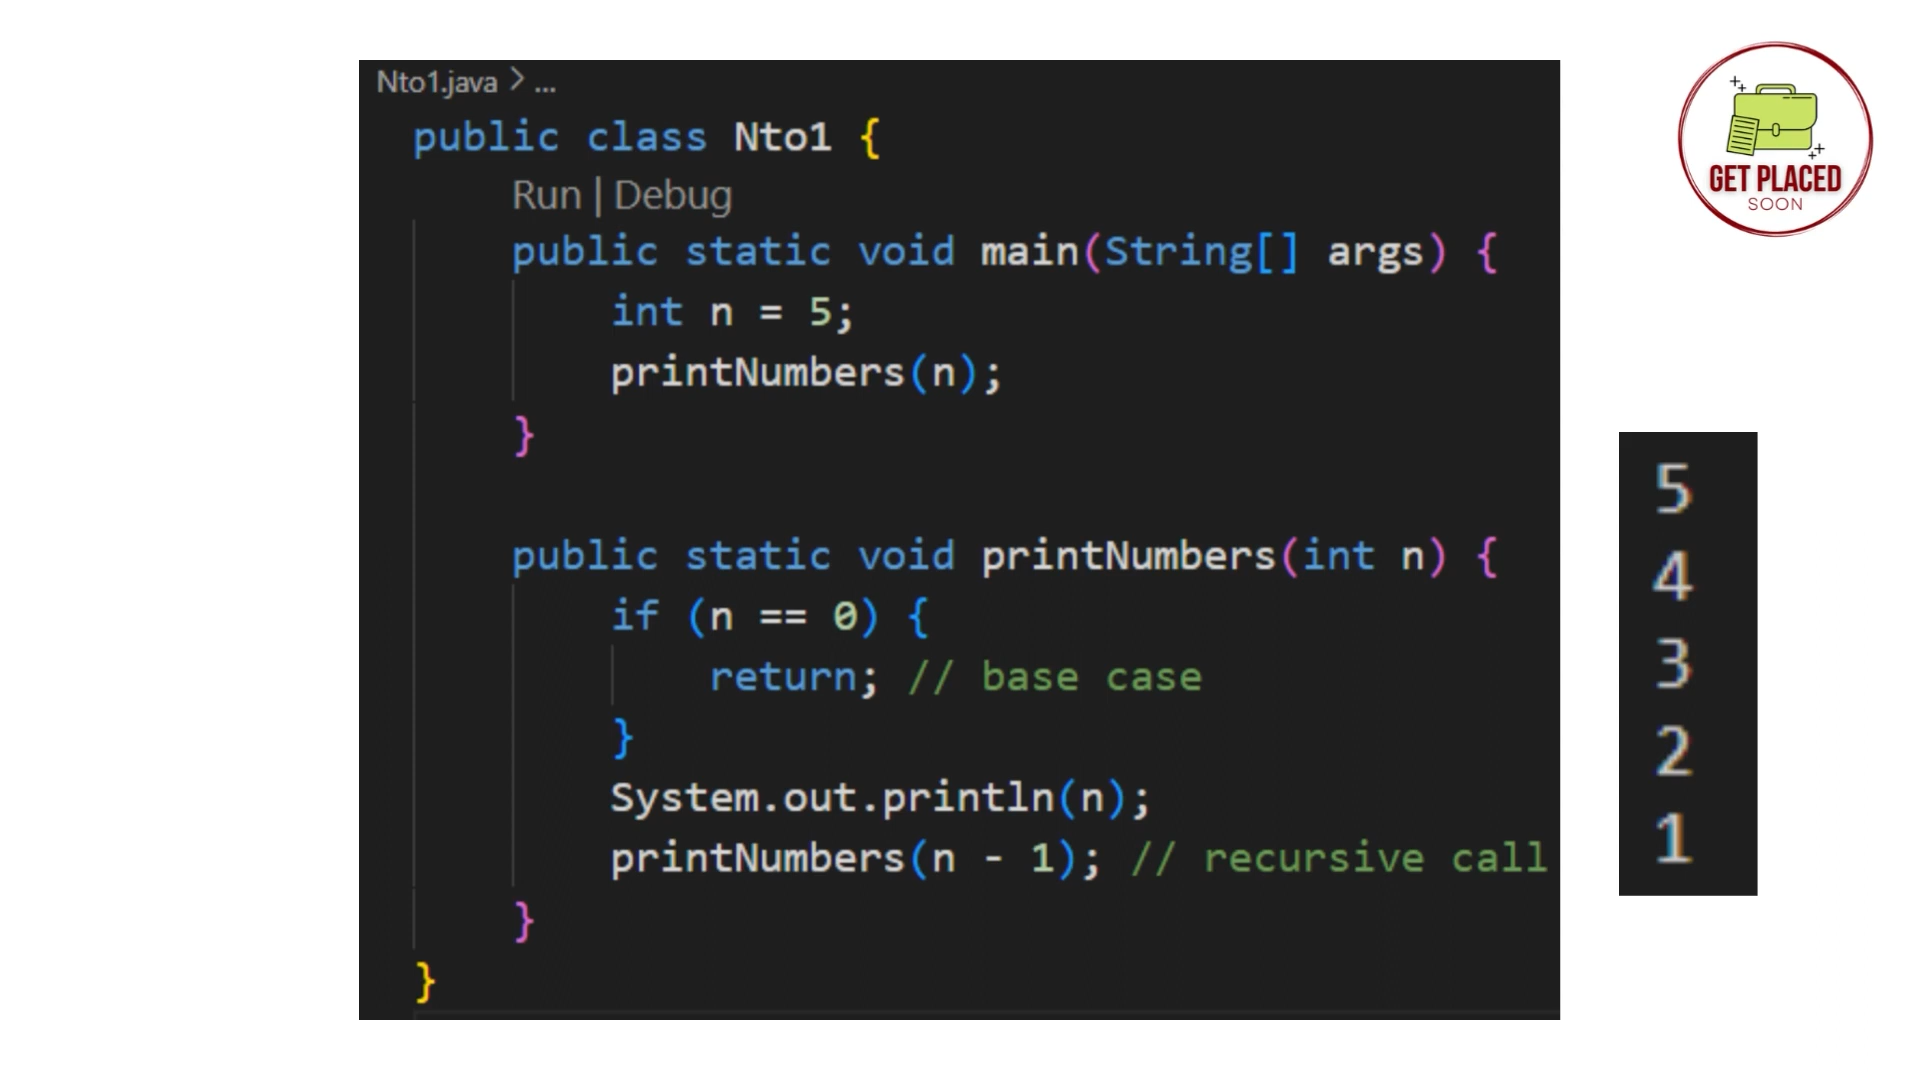 Nto1.java > ...
public class Nto1 {
Run | Debug
public static void main(String[] args) {
int n = 5;
printNumbers(n);
}
public static void printNumbers(int n) {
if (n == 0) {
return; // base case
}
System.out.println(n);
printNumbers(n - 1); // recursive call
}
}
GET PLACED
SOON
5
4
3
2
1